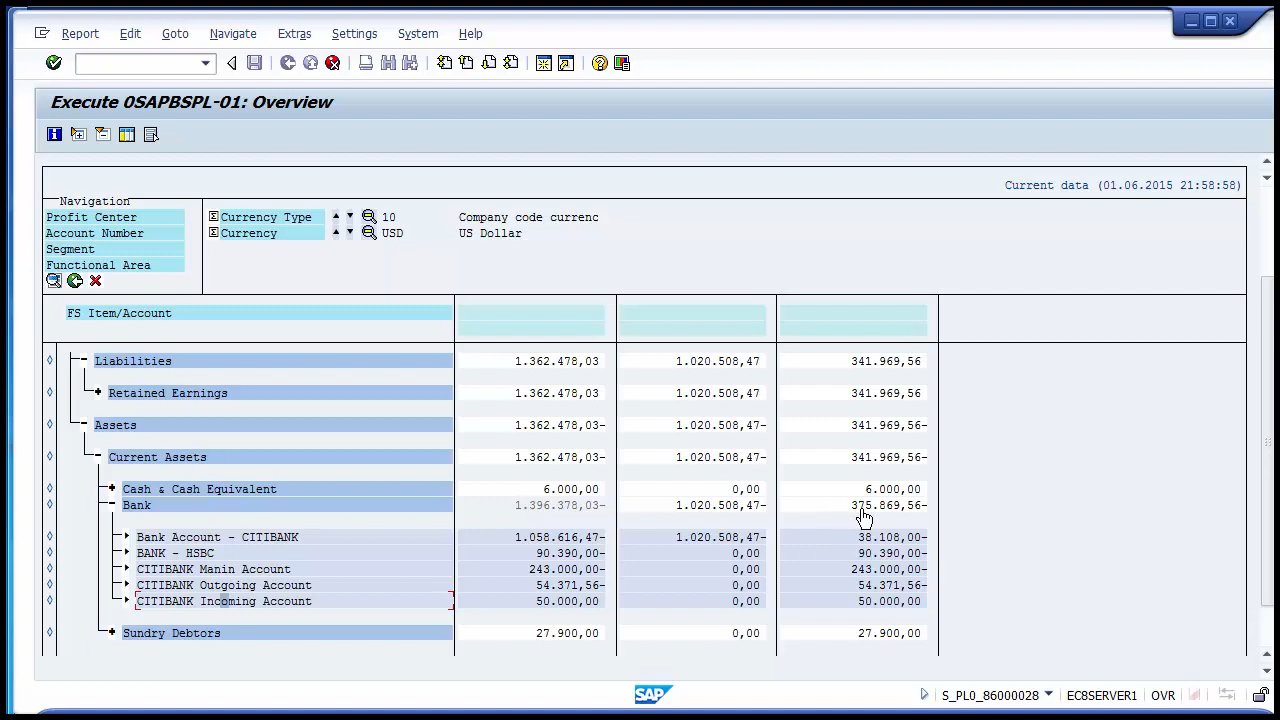 Report Edit Goto Navigate Extras Settings System Help
Execute 0SAPBSPL-01: Overview
Current data (01.06.2015 21:58:58)
Navigation
Profit Center Currency Type 10 Company code currenc
Account Number Currency USD US Dollar
Segment
Functional Area
FS Item/Account
Liabilities 1.362.478,03 1.020.508,47 341.969,56
Retained Earnings 1.362.478,03 1.020.508,47 341.969,56
Assets 1.362.478,03- 1.020.508,47- 341.969,56-
Current Assets 1.362.478,03- 1.020.508,47- 341.969,56-
Cash & Cash Equivalent 6.000,00 0,00 6.000,00
Bank 1.396.378,03- 1.020.508,47- 375.869,56-
Bank Account - CITIBANK 1.058.616,47- 1.020.508,47- 38.108,00-
BANK - HSBC 90.390,00- 0,00 90.390,00-
CITIBANK Manin Account 243.000,00- 0,00 243.000,00-
CITIBANK Outgoing Account 54.371,56- 0,00 54.371,56-
CITIBANK Incoming Account 50.000,00 0,00 50.000,00
Sundry Debtors 27.900,00 0,00 27.900,00
SAP S_PL0_86000028 ECCSERVER1 OVR